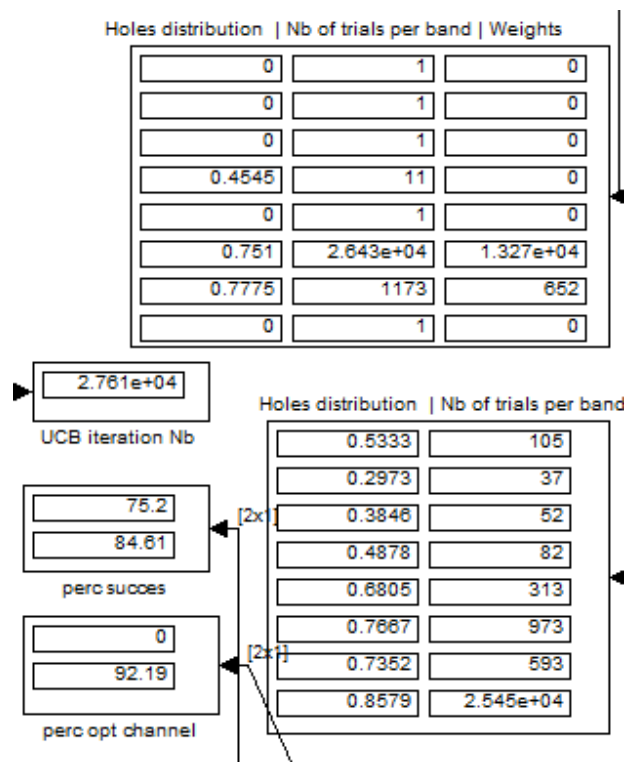 Holes distribution | Nb of trials per band | Weights
0 1 0
0 1 0
0 1 0
0.4545 11 0
0 1 0
0.751 2.643e+04 1.327e+04
0.7775 1173 652
0 1 0
2.761e+04
UCB iteration Nb
Holes distribution | Nb of trials per band
0.5333 105
0.2973 37
0.3846 52
0.4878 82
0.6805 313
0.7667 973
0.7352 593
0.8579 2.545e+04
75.2
84.61
[2x1]
perc succes
0
92.19
[2x1]
perc opt channel